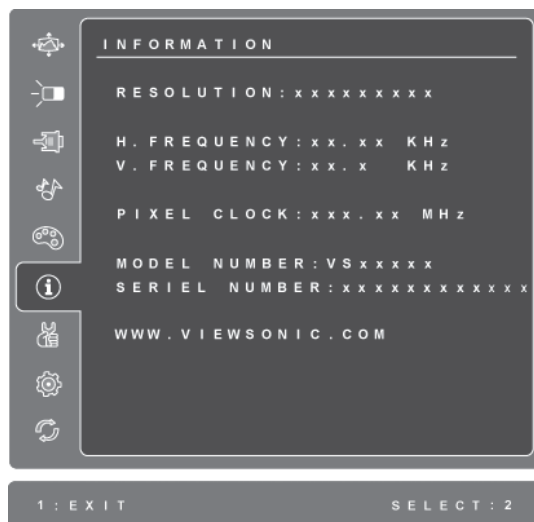 INFORMATION
RESOLUTION:xxxxxxxxx
H. FREQUENCY:xx.xx KHz
V. FREQUENCY:xx.x KHz
PIXEL CLOCK:xxx.xx MHz
MODEL NUMBER:VSxxxxx
SERIEL NUMBER:xxxxxxxxxxxx
WWW.VIEWSONIC.COM
1:EXIT SELECT:2